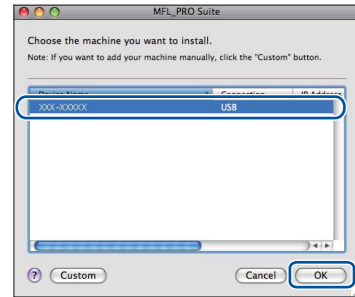 MFL_PRO Suite
Choose the machine you want to install.
Note: If you want to add your machine manually, click the "Custom" button.
Device Name Connection IP Address
XXX-XXXXX USB
? Custom Cancel OK